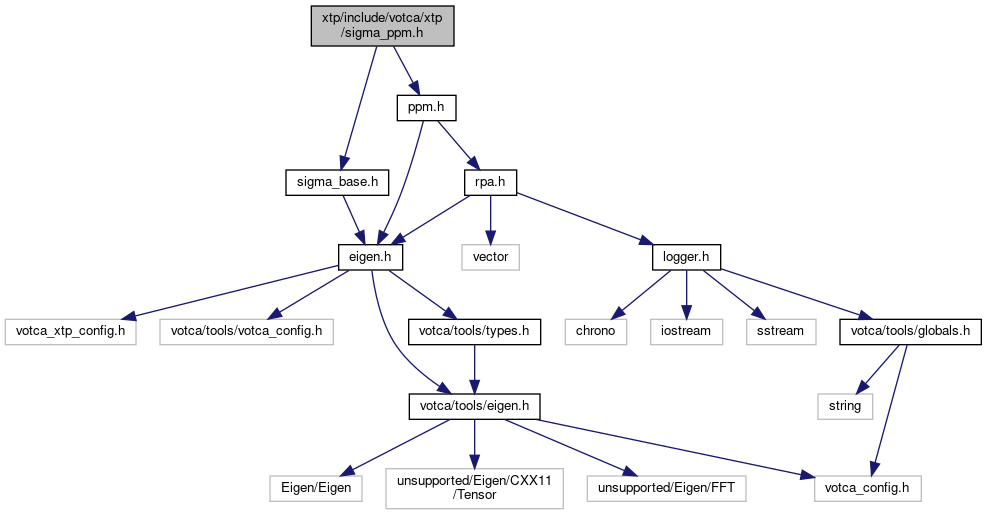 xtp/include/votca/xtp
/sigma_ppm.h
ppm.h
sigma_base.h
rpa.h
eigen.h
vector
logger.h
votca_xtp_config.h
votca/tools/votca_config.h
votca/tools/types.h
chrono
iostream
sstream
votca/tools/globals.h
votca/tools/eigen.h
string
Eigen/Eigen
unsupported/Eigen/CXX11
/Tensor
unsupported/Eigen/FFT
votca_config.h